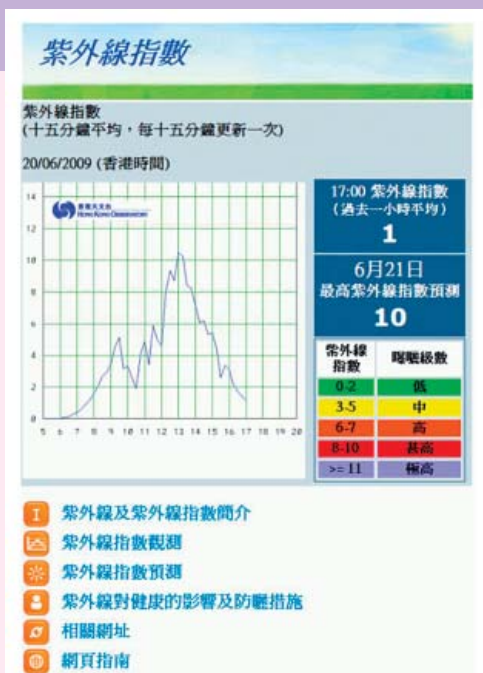 紫外線指數
紫外線指數
(十五分鐘平均，每十五分鐘更新一次)
20/06/2009 (香港時間)
香港天文台
HONG KONG OBSERVATORY
14
12
10
8
6
4
2
0
5 6 7 8 9 10 11 12 13 14 15 16 17 18 19 20
17:00 紫外線指數
(過去一小時平均)
1
6月21日
最高紫外線指數預測
10
紫外線指數 曝曬級數
0-2 低
3-5 中
6-7 高
8-10 甚高
>= 11 極高
紫外線及紫外線指數簡介
紫外線指數觀測
紫外線指數預測
紫外線對健康的影響及防曬措施
相關網址
網頁指南